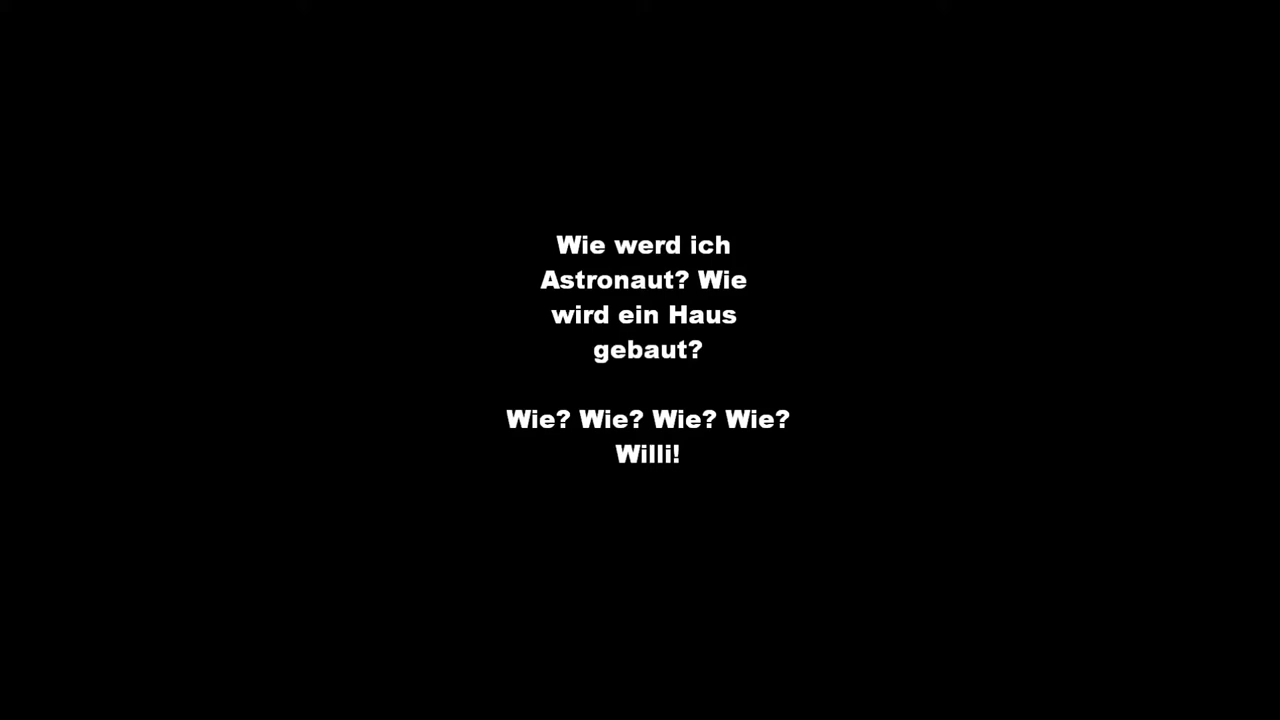 Wie werd ich
Astronaut? Wie
wird ein Haus
gebaut?
Wie? Wie? Wie? Wie?
Willi!